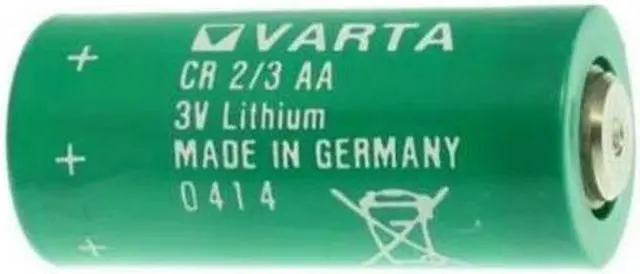 VARTA
CR 2/3 AA
3V Lithium
MADE IN GERMANY
0414
+
+
+